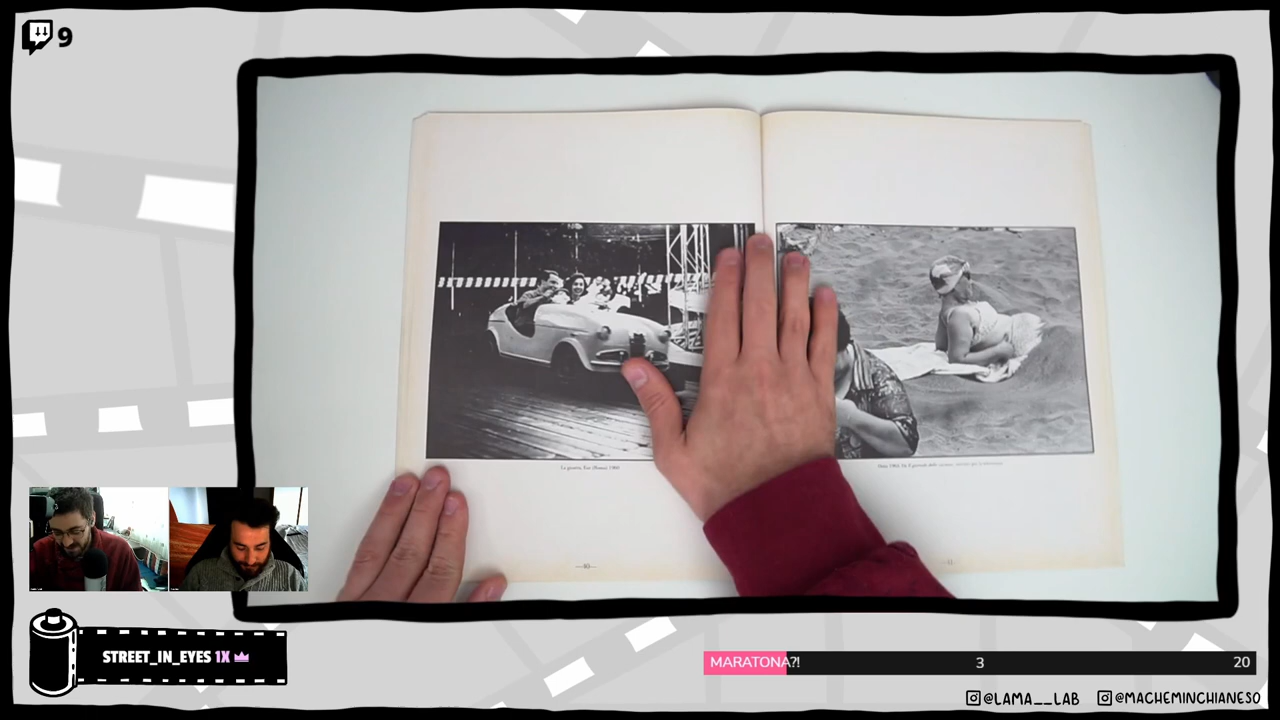 9
STREET_IN_EYES 1X
MARATONA?! 3 20
@LAMA__LAB @MACHEMINCHIANESO